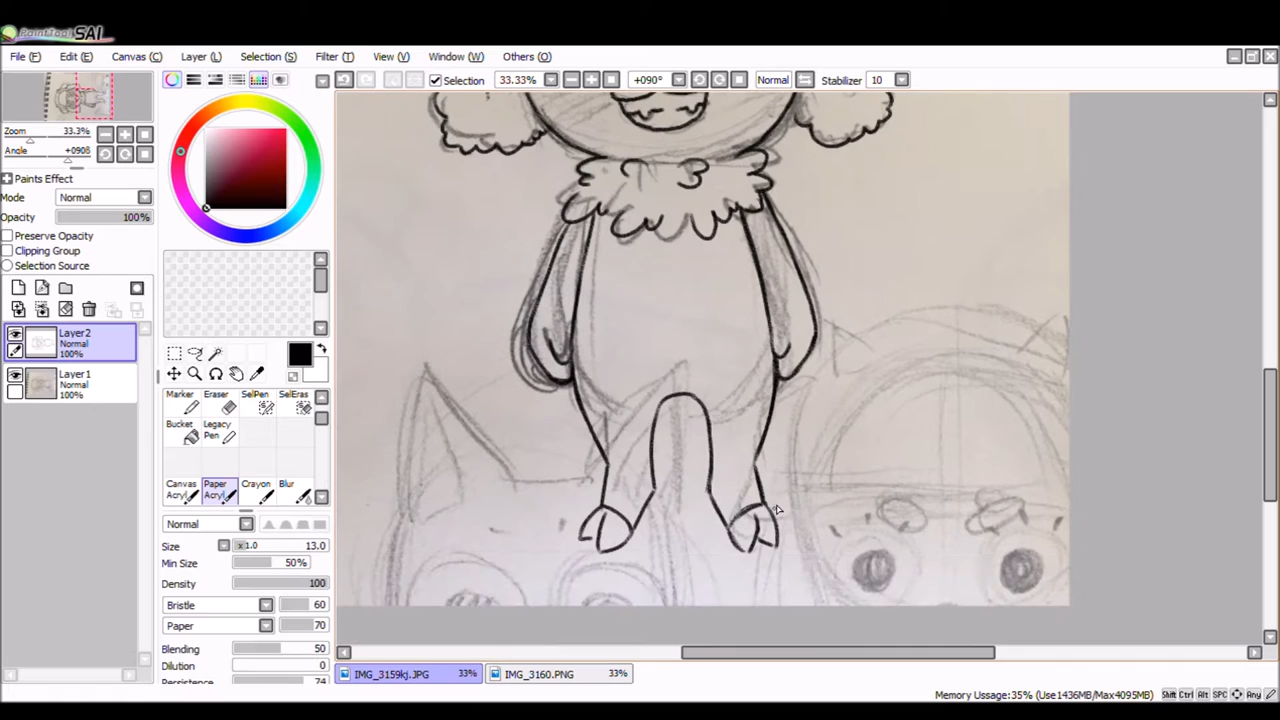 PaintTool SAI
File (F) Edit (E) Canvas (C) Layer (L) Selection (S) Filter (T) View (V) Window (W) Others (O)
Selection 33.33% +090° Normal Stabilizer 10
Zoom 33.3%
Angle +090θ
Paints Effect
Mode Normal
Opacity 100%
Preserve Opacity
Clipping Group
Selection Source
Layer2
Normal
100%
Layer1
Normal
100%
Marker Eraser SelPen SelEras
Bucket Legacy Pen
Canvas Acryl Paper Acryl Crayon Blur
Normal
Size x1.0 13.0
Min Size 50%
Density 100
Bristle 60
Paper 70
Blending 50
Dilution 0
Persistence 74
IMG_3159kj.JPG 33% IMG_3160.PNG 33%
Memory Ussage:35% (Use1436MB/Max4095MB) Shift Ctrl Alt SPC Any